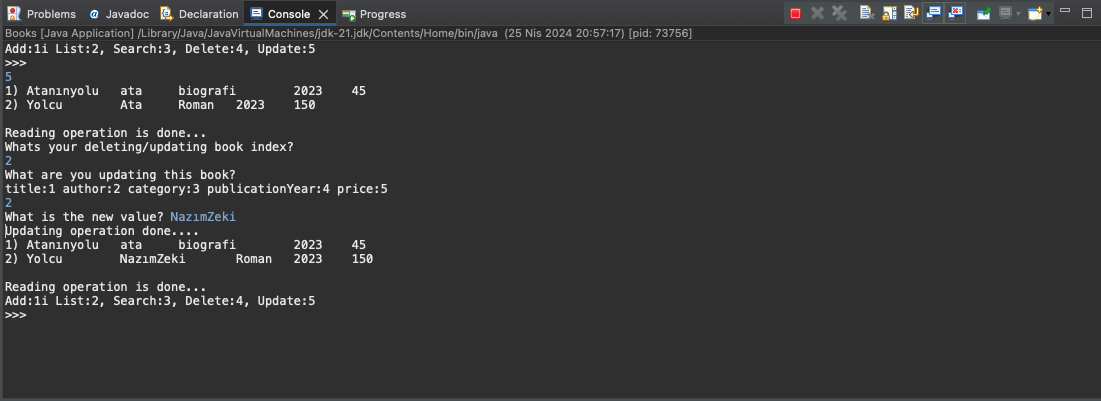 Problems Javadoc Declaration Console Progress
Books [Java Application] /Library/Java/JavaVirtualMachines/jdk-21.jdk/Contents/Home/bin/java (25 Nis 2024 20:57:17) [pid: 73756]
Add:1i List:2, Search:3, Delete:4, Update:5
>>>
5
1) Atanınyolu ata biografi 2023 45
2) Yolcu Ata Roman 2023 150
Reading operation is done...
Whats your deleting/updating book index?
2
What are you updating this book?
title:1 author:2 category:3 publicationYear:4 price:5
2
What is the new value? NazımZeki
Updating operation done....
1) Atanınyolu ata biografi 2023 45
2) Yolcu NazımZeki Roman 2023 150
Reading operation is done...
Add:1i List:2, Search:3, Delete:4, Update:5
>>>